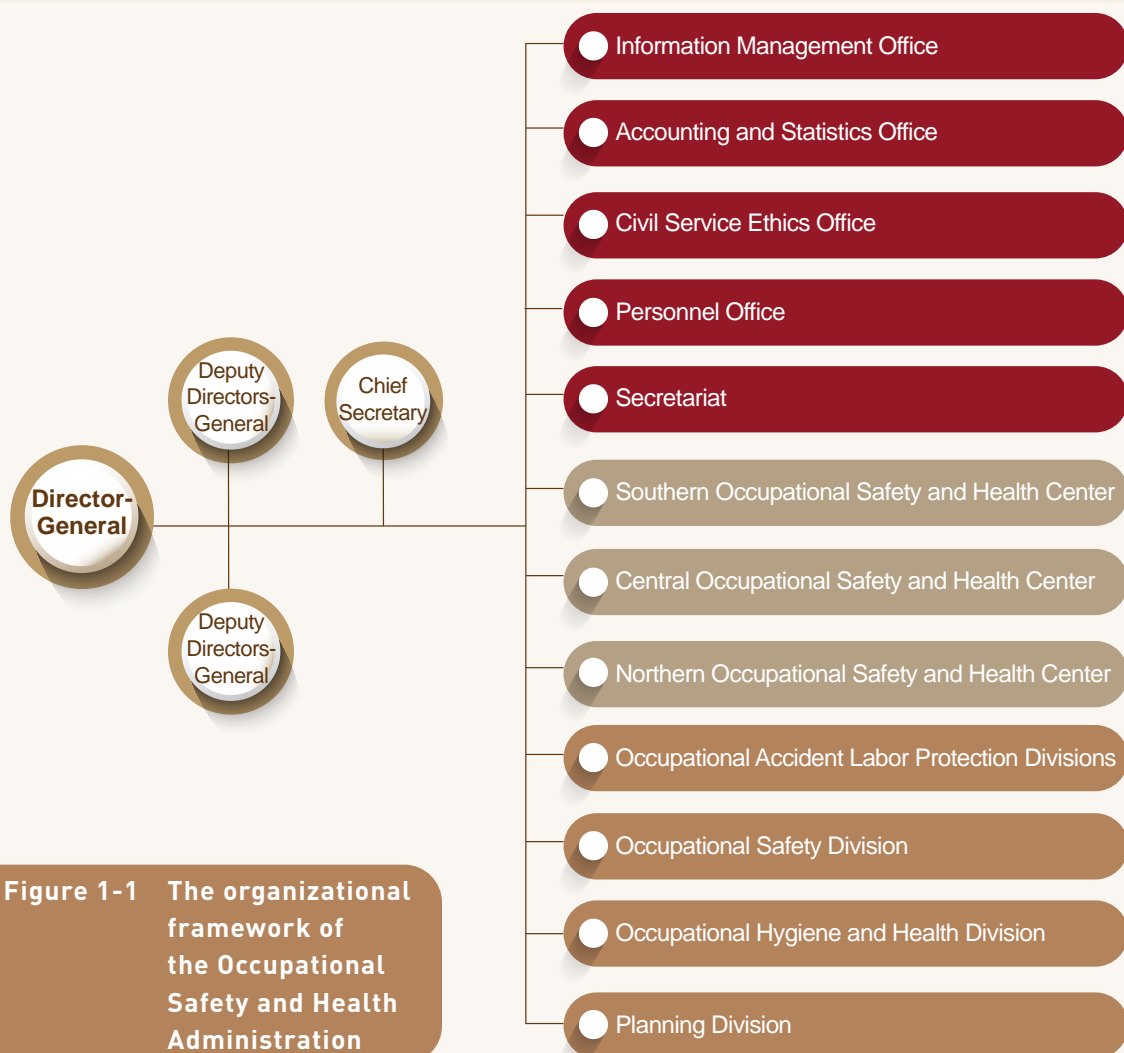 Information Management Office
Accounting and Statistics Office
Civil Service Ethics Office
Personnel Office
Secretariat
Southern Occupational Safety and Health Center
Central Occupational Safety and Health Center
Northern Occupational Safety and Health Center
Occupational Accident Labor Protection Divisions
Occupational Safety Division
Occupational Hygiene and Health Division
Planning Division
Deputy
Directors-
General
Chief
Secretary
Director-
General
Deputy
Directors-
General
Figure 1-1 The organizational
framework of
the Occupational
Safety and Health
Administration